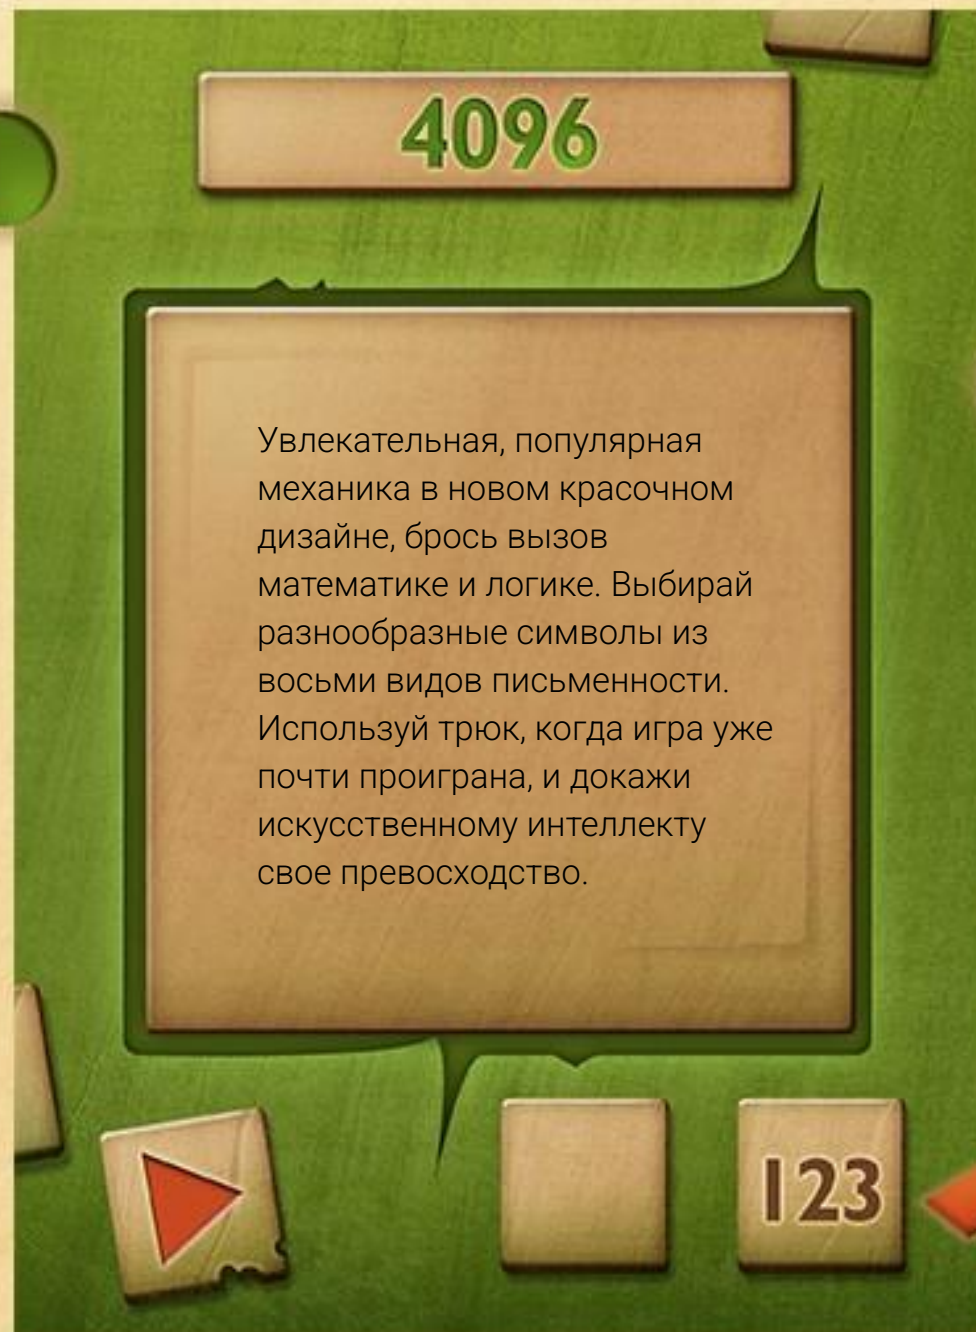 4096
Увлекательная, популярная
механика в новом красочном
дизайне, брось вызов
математике и логике. Выбирай
разнообразные символы из
восьми видов письменности.
Используй трюк, когда игра уже
почти проиграна, и докажи
искусственному интеллекту
свое превосходство.
123